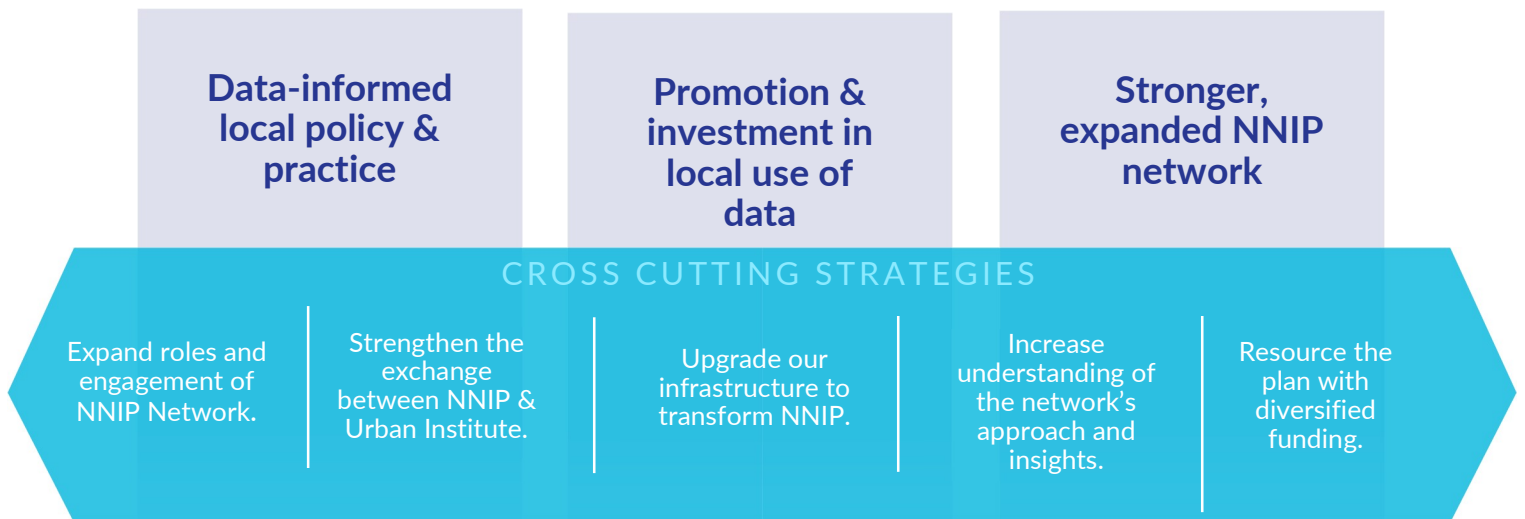 Data-informed
local policy &
practice
Promotion &
investment in
local use of
data
Stronger,
expanded NNIP
network
CROSS CUTTING STRATEGIES
Expand roles and
engagement of
NNIP Network.
Strengthen the
exchange
between NNIP &
Urban Institute.
Upgrade our
infrastructure to
transform NNIP.
Increase
understanding of
the network’s
approach and
insights.
Resource the
plan with
diversified
funding.